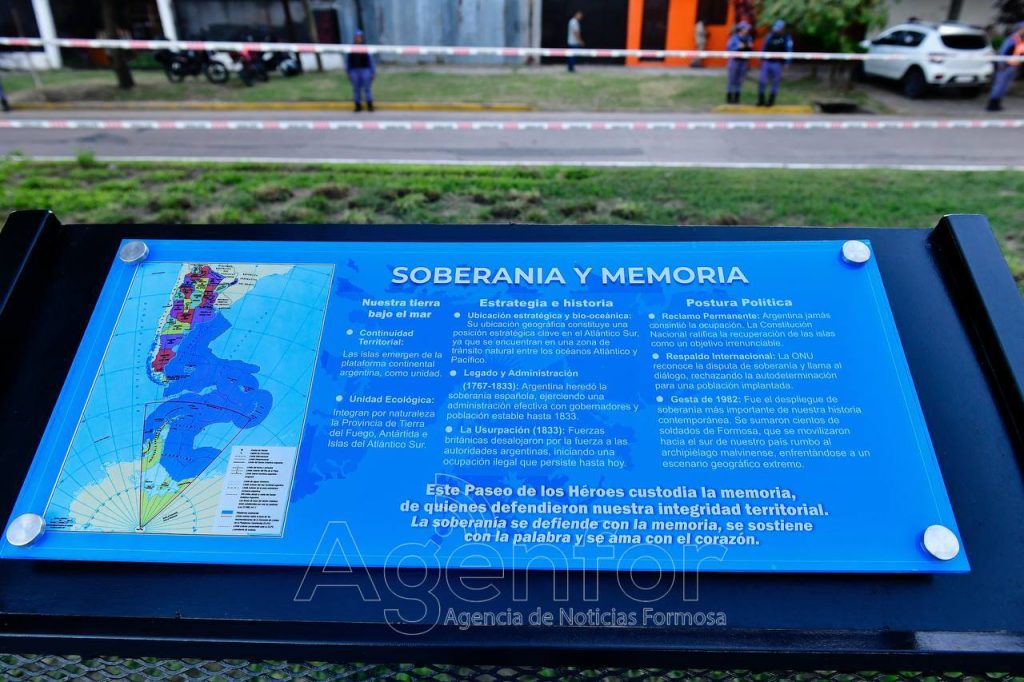 SOBERANIA Y MEMORIA
Nuestra tierra
bajo el mar
Continuidad
Territorial:
Las islas emergen de la
plataforma continental
argentina, como unidad.
Unidad Ecológica:
Integran por naturaleza
la Provincia de Tierra
del Fuego, Antártida e
Islas del Atlántico Sur.
Estrategia e historia
Ubicación estratégica y bio-oceánica:
Su ubicación geográfica constituye una
posición estratégica clave en el Atlántico Sur,
ya que se encuentran en una zona de
tránsito natural entre los océanos Atlántico y
Pacífico.
Legado y Administración
(1767-1833): Argentina heredó la
soberanía española, ejerciendo una
administración efectiva con gobernadores y
población estable hasta 1833.
La Usurpación (1833): Fuerzas
británicas desalojaron por la fuerza a las
autoridades argentinas, iniciando una
ocupación ilegal que persiste hasta hoy.
Postura Política
Reclamo Permanente: Argentina jamás
consintió la ocupación. La Constitución
Nacional ratifica la recuperación de las islas
como un objetivo irrenunciable.
Respaldo Internacional: La ONU
reconoce la disputa de soberanía y llama al
diálogo, rechazando la autodeterminación
para una población implantada.
Gesta de 1982: Fue el despliegue de
soberanía más importante de nuestra historia
contemporánea. Se sumaron cientos de
soldados de Formosa, que se movilizaron
hacia el sur de nuestro país rumbo al
archipiélago malvinense, enfrentándose a un
escenario geográfico extremo.
Este Paseo de los Héroes custodia la memoria,
de quienes defendieron nuestra integridad territorial.
La soberanía se defiende con la memoria, se sostiene
con la palabra y se ama con el corazón.
Agenfor
Agencia de Noticias Formosa